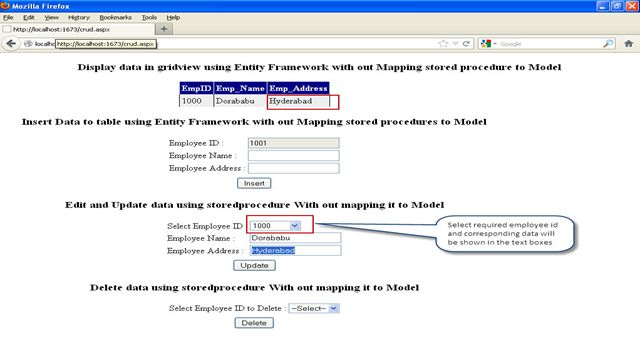 Mozilla Firefox
File Edit View History Bookmarks Tools Help
http://localhost:1673/crud.aspx
http://localhost:1673/crud.aspx
Google
Display data in gridview using Entity Framework with out Mapping stored procedure to Model
EmpID Emp_Name Emp_Address
1000 Dorababu Hyderabad
Insert Data to table using Entity Framework with out Mapping stored procedures to Model
Employee ID : 1001
Employee Name :
Employee Address :
Insert
Edit and Update data using storedprocedure With out mapping it to Model
Select Employee ID 1000
Select required employee id
and corresponding data will
be shown in the text boxes
Employee Name : Dorababu
Employee Address : Hyderabad
Update
Delete data using storedprocedure With out mapping it to Model
Select Employee ID to Delete : --Select--
Delete